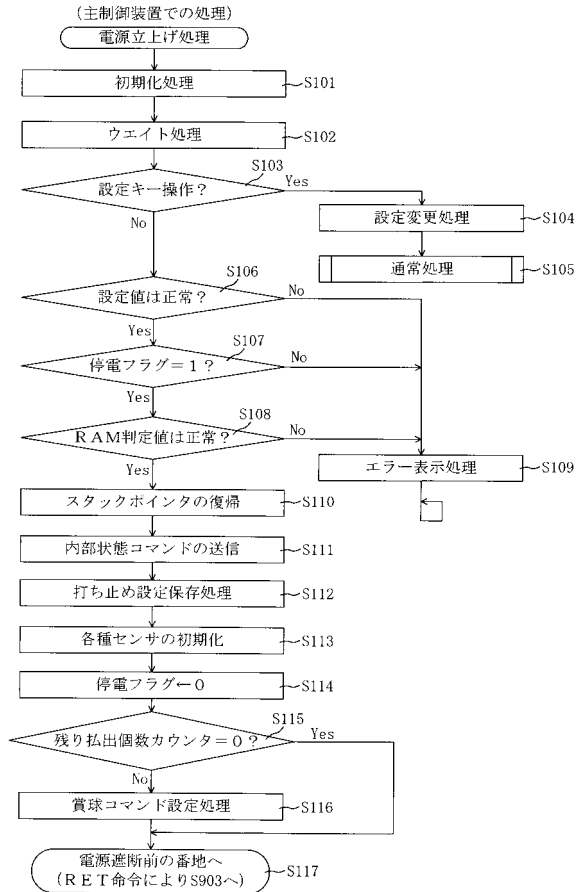 (主制御装置での処理)
電源立上げ処理
初期化処理
S101
ウエイト処理
S102
S103
設定キー操作?
Yes
No
設定変更処理
S104
通常処理
S105
S106
設定値は正常?
No
Yes
S107
停電フラグ=1?
No
Yes
S108
RAM判定値は正常?
No
Yes
エラー表示処理
S109
スタックポインタの復帰
S110
内部状態コマンドの送信
S111
打ち止め設定保存処理
S112
各種センサの初期化
S113
停電フラグ←0
S114
S115
残り払出個数カウンタ=0?
Yes
No
賞球コマンド設定処理
S116
電源遮断前の番地へ
(RET命令によりS903へ)
S117